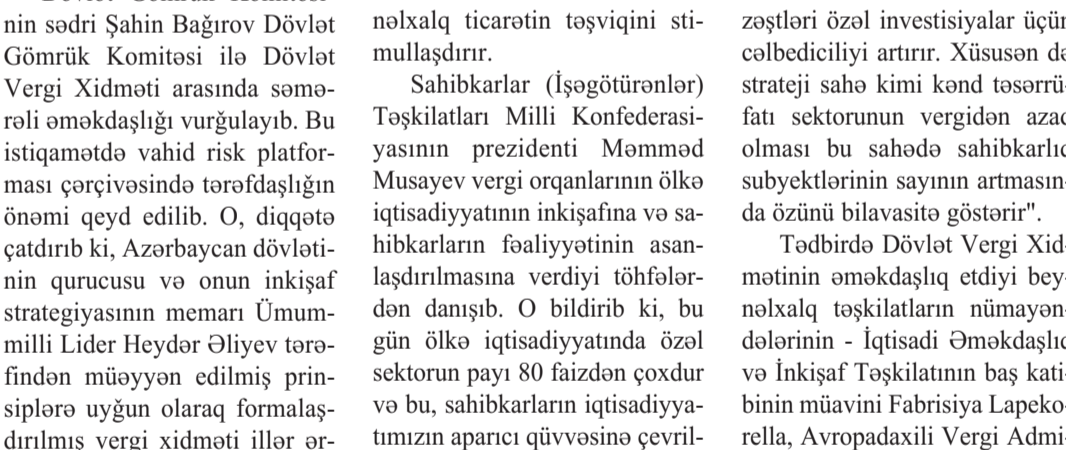 nin sədri Şahin Bağırov Dövlət
Gömrük Komitəsi ilə Dövlət
Vergi Xidməti arasında səmə-
rəli əməkdaşlığı vurğulayıb. Bu
istiqamətdə vahid risk platfor-
ması çərçivəsində tərəfdaşlığın
önəmi qeyd edilib. O, diqqətə
çatdırıb ki, Azərbaycan dövləti-
nin qurucusu və onun inkişaf
strategiyasının memarı Ümum-
milli Lider Heydər Əliyev tərə-
findən müəyyən edilmiş prin-
siplərə uyğun olaraq formalaş-
dırılmış vergi xidməti illər ər-
nəlxalq ticarətin təşviqini sti-
mullaşdırır.
Sahibkarlar (İşəgötürənlər)
Təşkilatları Milli Konfederasi-
yasının prezidenti Məmməd
Musayev vergi orqanlarının ölkə
iqtisadiyyatının inkişafına və sa-
hibkarların fəaliyyətinin asan-
laşdırılmasına verdiyi töhfələr-
dən danışıb. O bildirib ki, bu
gün ölkə iqtisadiyyatında özəl
sektorun payı 80 faizdən çoxdur
və bu, sahibkarların iqtisadiyya-
tımızın aparıcı qüvvəsinə çevril-
zəştləri özəl investisiyalar üçün
cəlbediciliyi artırır. Xüsusən də
strateji sahə kimi kənd təsərrü-
fatı sektorunun vergidən azad
olması bu sahədə sahibkarlıq
subyektlərinin sayının artmasın-
da özünü bilavasitə göstərir".
Tədbirdə Dövlət Vergi Xid-
mətinin əməkdaşlıq etdiyi bey-
nəlxalq təşkilatların nümayən-
dələrinin - İqtisadi Əməkdaşlıq
və İnkişaf Təşkilatının baş kati-
binin müavini Fabrisiya Lapeko-
rella, Avropadaxili Vergi Admi-